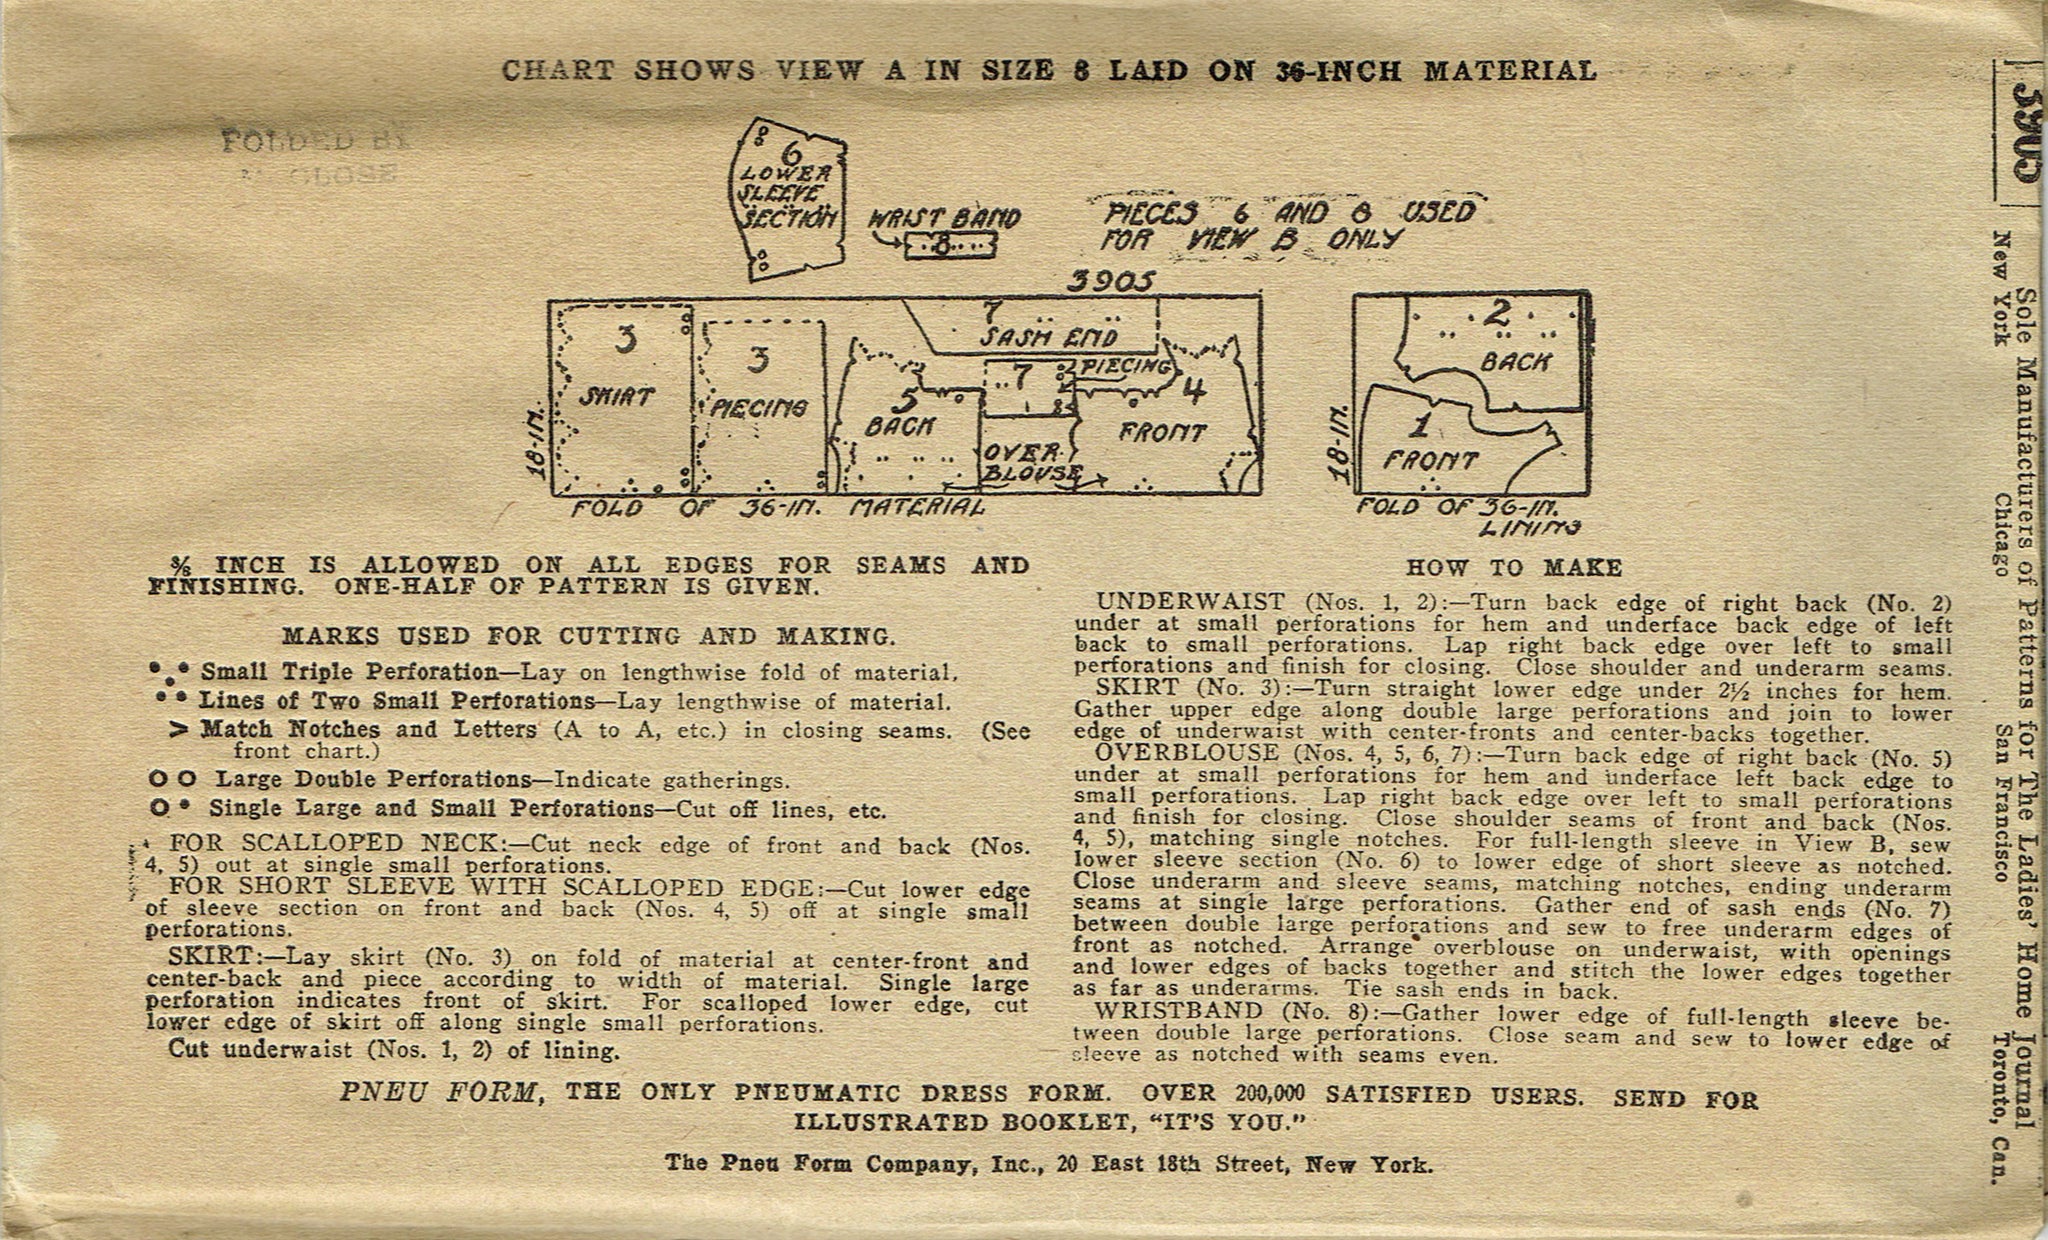 CHART SHOWS VIEW A IN SIZE 8 LAID ON 36-INCH MATERIAL
FOLDED BY
6
LOWER
SLEEVE
SECTION
WRIST BAND
8
PIECES 6 AND 8 USED
FOR VIEW B ONLY
3905
18-IN.
3
SKIRT
3
PIECING
7
SASH END
7
PIECING
5
BACK
4
FRONT
OVER
BLOUSE
FOLD OF 36-IN. MATERIAL
18-IN.
2
BACK
1
FRONT
FOLD OF 36-IN.
LINING
⅜ INCH IS ALLOWED ON ALL EDGES FOR SEAMS AND
FINISHING. ONE-HALF OF PATTERN IS GIVEN.
MARKS USED FOR CUTTING AND MAKING.
Small Triple Perforation—Lay on lengthwise fold of material.
Lines of Two Small Perforations—Lay lengthwise of material.
> Match Notches and Letters (A to A, etc.) in closing seams. (See
front chart.)
O O Large Double Perforations—Indicate gatherings.
O • Single Large and Small Perforations—Cut off lines, etc.
FOR SCALLOPED NECK:—Cut neck edge of front and back (Nos.
4, 5) out at single small perforations.
FOR SHORT SLEEVE WITH SCALLOPED EDGE:—Cut lower edge
of sleeve section on front and back (Nos. 4, 5) off at single small
perforations.
SKIRT:—Lay skirt (No. 3) on fold of material at center-front and
center-back and piece according to width of material. Single large
perforation indicates front of skirt. For scalloped lower edge, cut
lower edge of skirt off along single small perforations.
Cut underwaist (Nos. 1, 2) of lining.
HOW TO MAKE
UNDERWAIST (Nos. 1, 2):—Turn back edge of right back (No. 2)
under at small perforations for hem and underface back edge of left
back to small perforations. Lap right back edge over left to small
perforations and finish for closing. Close shoulder and underarm seams.
SKIRT (No. 3):—Turn straight lower edge under 2½ inches for hem.
Gather upper edge along double large perforations and join to lower
edge of underwaist with center-fronts and center-backs together.
OVERBLOUSE (Nos. 4, 5, 6, 7):—Turn back edge of right back (No. 5)
under at small perforations for hem and underface left back edge to
small perforations. Lap right back edge over left to small perforations
and finish for closing. Close shoulder seams of front and back (Nos.
4, 5), matching single notches. For full-length sleeve in View B, sew
lower sleeve section (No. 6) to lower edge of short sleeve as notched.
Close underarm and sleeve seams, matching notches, ending underarm
seams at single large perforations. Gather end of sash ends (No. 7)
between double large perforations and sew to free underarm edges of
front as notched. Arrange overblouse on underwaist, with openings
and lower edges of backs together and stitch the lower edges together
as far as underarms. Tie sash ends in back.
WRISTBAND (No. 8):—Gather lower edge of full-length sleeve be-
tween double large perforations. Close seam and sew to lower edge of
sleeve as notched with seams even.
PNEU FORM, THE ONLY PNEUMATIC DRESS FORM. OVER 200,000 SATISFIED USERS. SEND FOR
ILLUSTRATED BOOKLET, “IT'S YOU.”
The Pneu Form Company, Inc., 20 East 18th Street, New York.
3905
Sole Manufacturers of Patterns for The Ladies' Home Journal
New York Chicago San Francisco Toronto, Can.